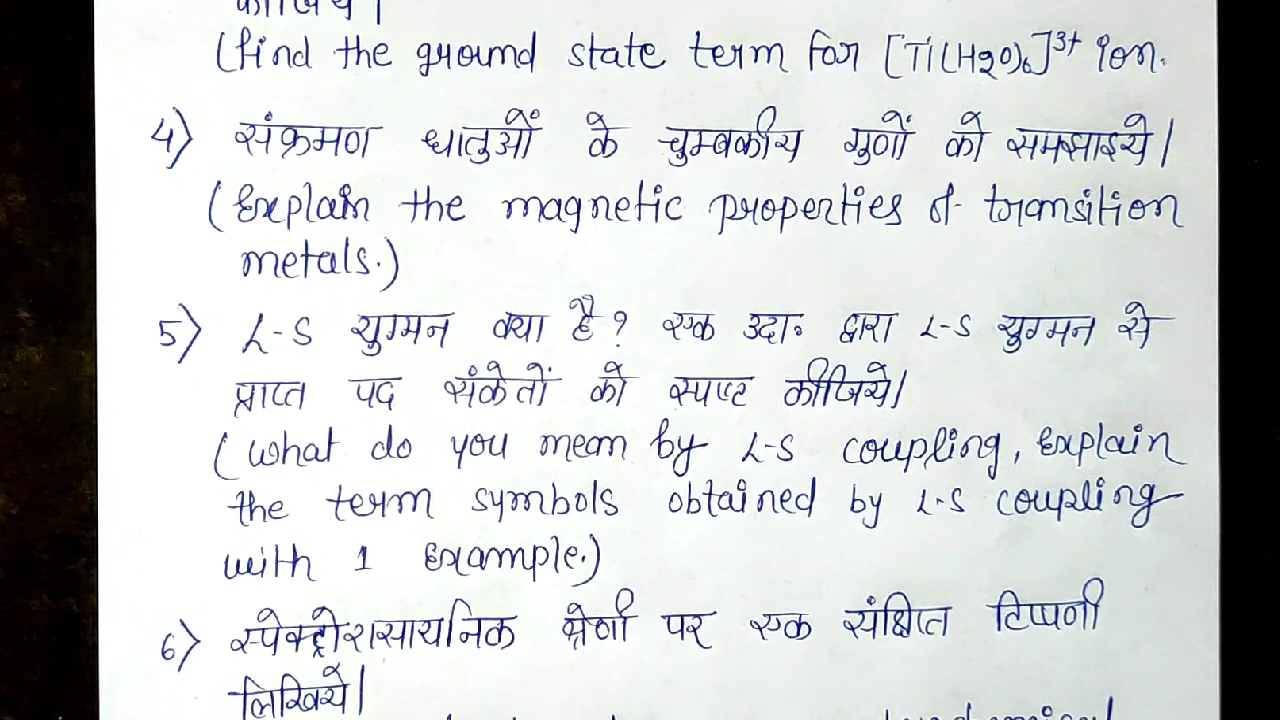 कीजिये।
(find the ground state term for [Ti(H2O)6]3+ ion.
4) संक्रमण धातुओं के चुम्बकीय गुणों को समझाइये।
(Explain the magnetic properties of transition
metals.)
5) L-S युग्मन क्या है? एक उदा० द्वारा L-S युग्मन से
प्राप्त पद संकेतों को स्पष्ट कीजिये।
(What do you mean by L-S coupling, Explain
the term symbols obtained by L-S coupling
with 1 Example.)
6) स्पेक्ट्रोरासायनिक श्रेणी पर एक संक्षिप्त टिप्पणी
लिखिये।